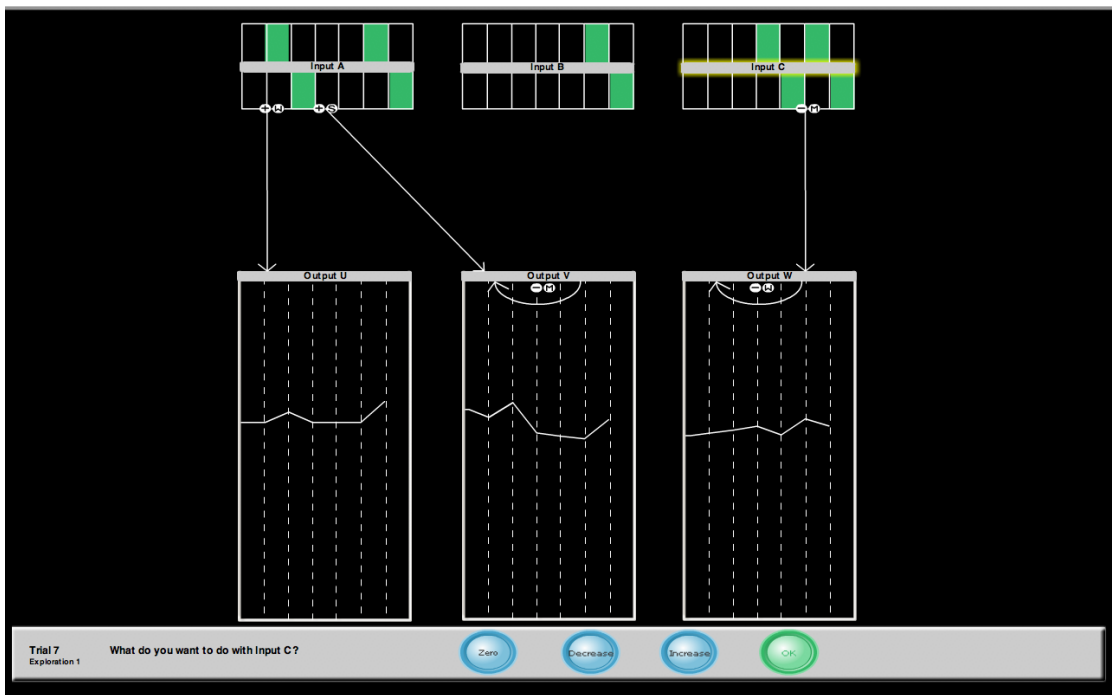 Input A
Input B
Input C
+ W
+ S
− M
Output U
Output V
Output W
− M
− W
Trial 7
Exploration 1
What do you want to do with Input C?
Zero
Decrease
Increase
OK